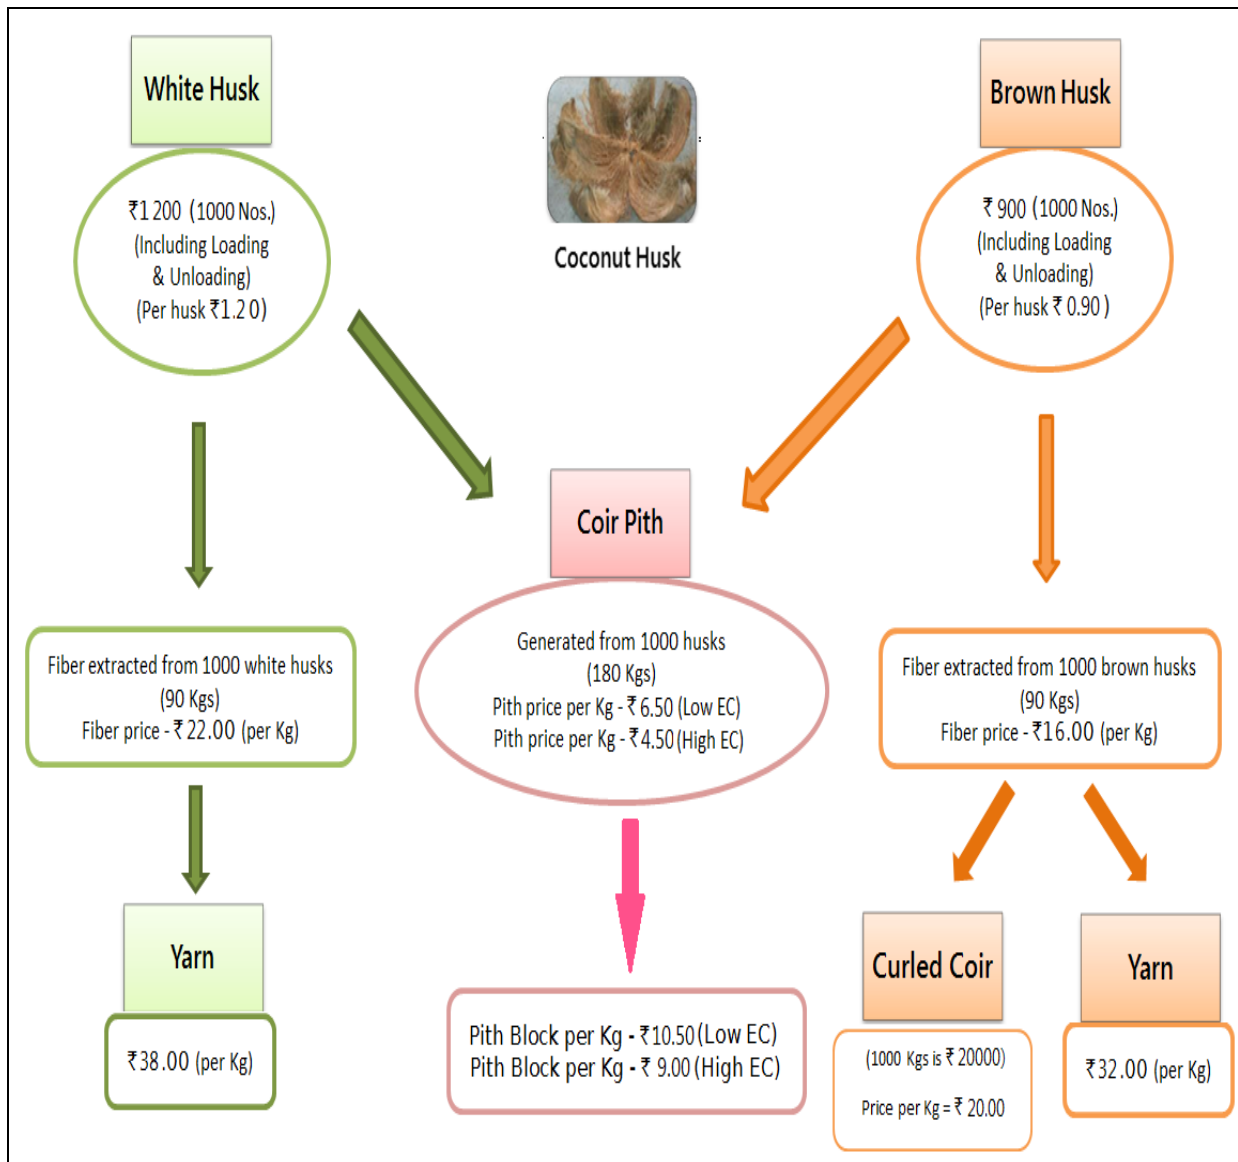 White Husk
₹1200 (1000 Nos.)
(Including Loading
& Unloading)
(Per husk ₹1.20)
Coconut Husk
Brown Husk
₹ 900 (1000 Nos.)
(Including Loading
& Unloading)
(Per husk ₹ 0.90 )
Coir Pith
Generated from 1000 husks
(180 Kgs)
Pith price per Kg - ₹6.50 (Low EC)
Pith price per Kg - ₹4.50 (High EC)
Fiber extracted from 1000 white husks
(90 Kgs)
Fiber price - ₹ 22.00 (per Kg)
Fiber extracted from 1000 brown husks
(90 Kgs)
Fiber price - ₹16.00 (per Kg)
Yarn
₹38.00 (per Kg)
Pith Block per Kg - ₹10.50 (Low EC)
Pith Block per Kg - ₹ 9.00 (High EC)
Curled Coir
(1000 Kgs is ₹ 20000)
Price per Kg = ₹ 20.00
Yarn
₹32.00 (per Kg)